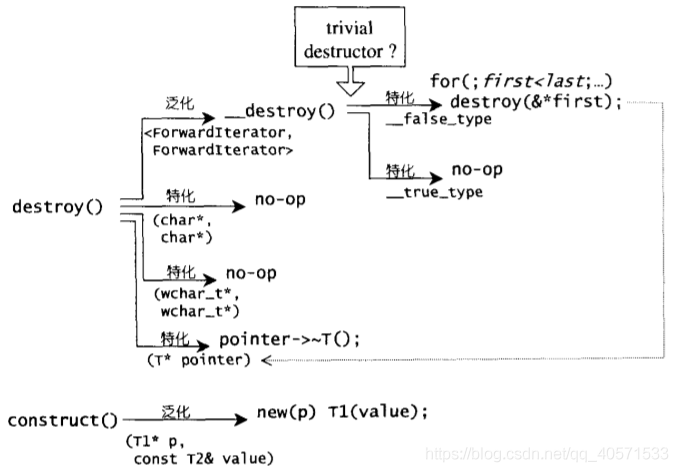 trivial
destructor ?
for(;first<last;…)
泛化
__destroy()
特化
destroy(&*first);
<ForwardIterator,
ForwardIterator>
__false_type
特化
no-op
__true_type
destroy()
特化
no-op
(char*,
char*)
特化
no-op
(wchar_t*,
wchar_t*)
特化
pointer->~T();
(T* pointer)
construct()
泛化
new(p) T1(value);
(T1* p,
const T2& value)
https://blog.csdn.net/qq_40571533